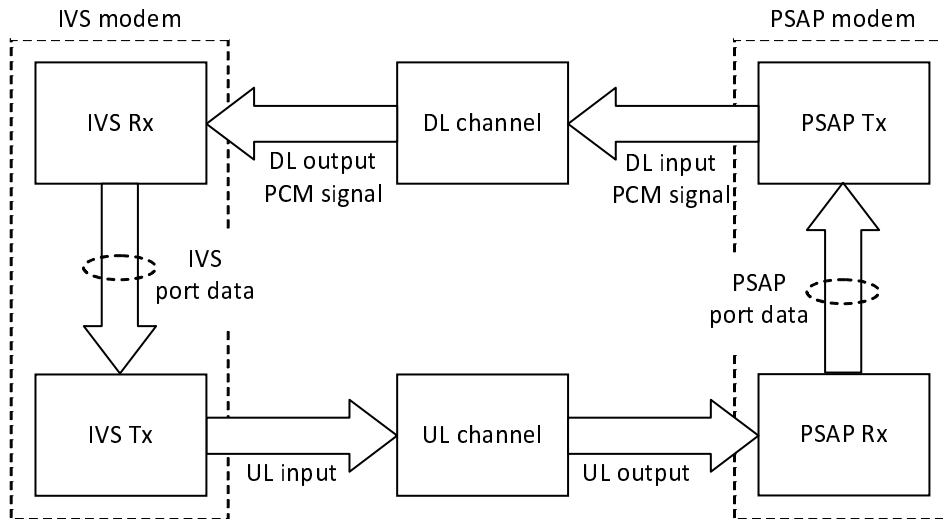 IVS modem
PSAP modem
IVS Rx
DL channel
PSAP Tx
DL output
PCM signal
DL input
PCM signal
IVS
port data
PSAP
port data
IVS Tx
UL channel
PSAP Rx
UL input
UL output